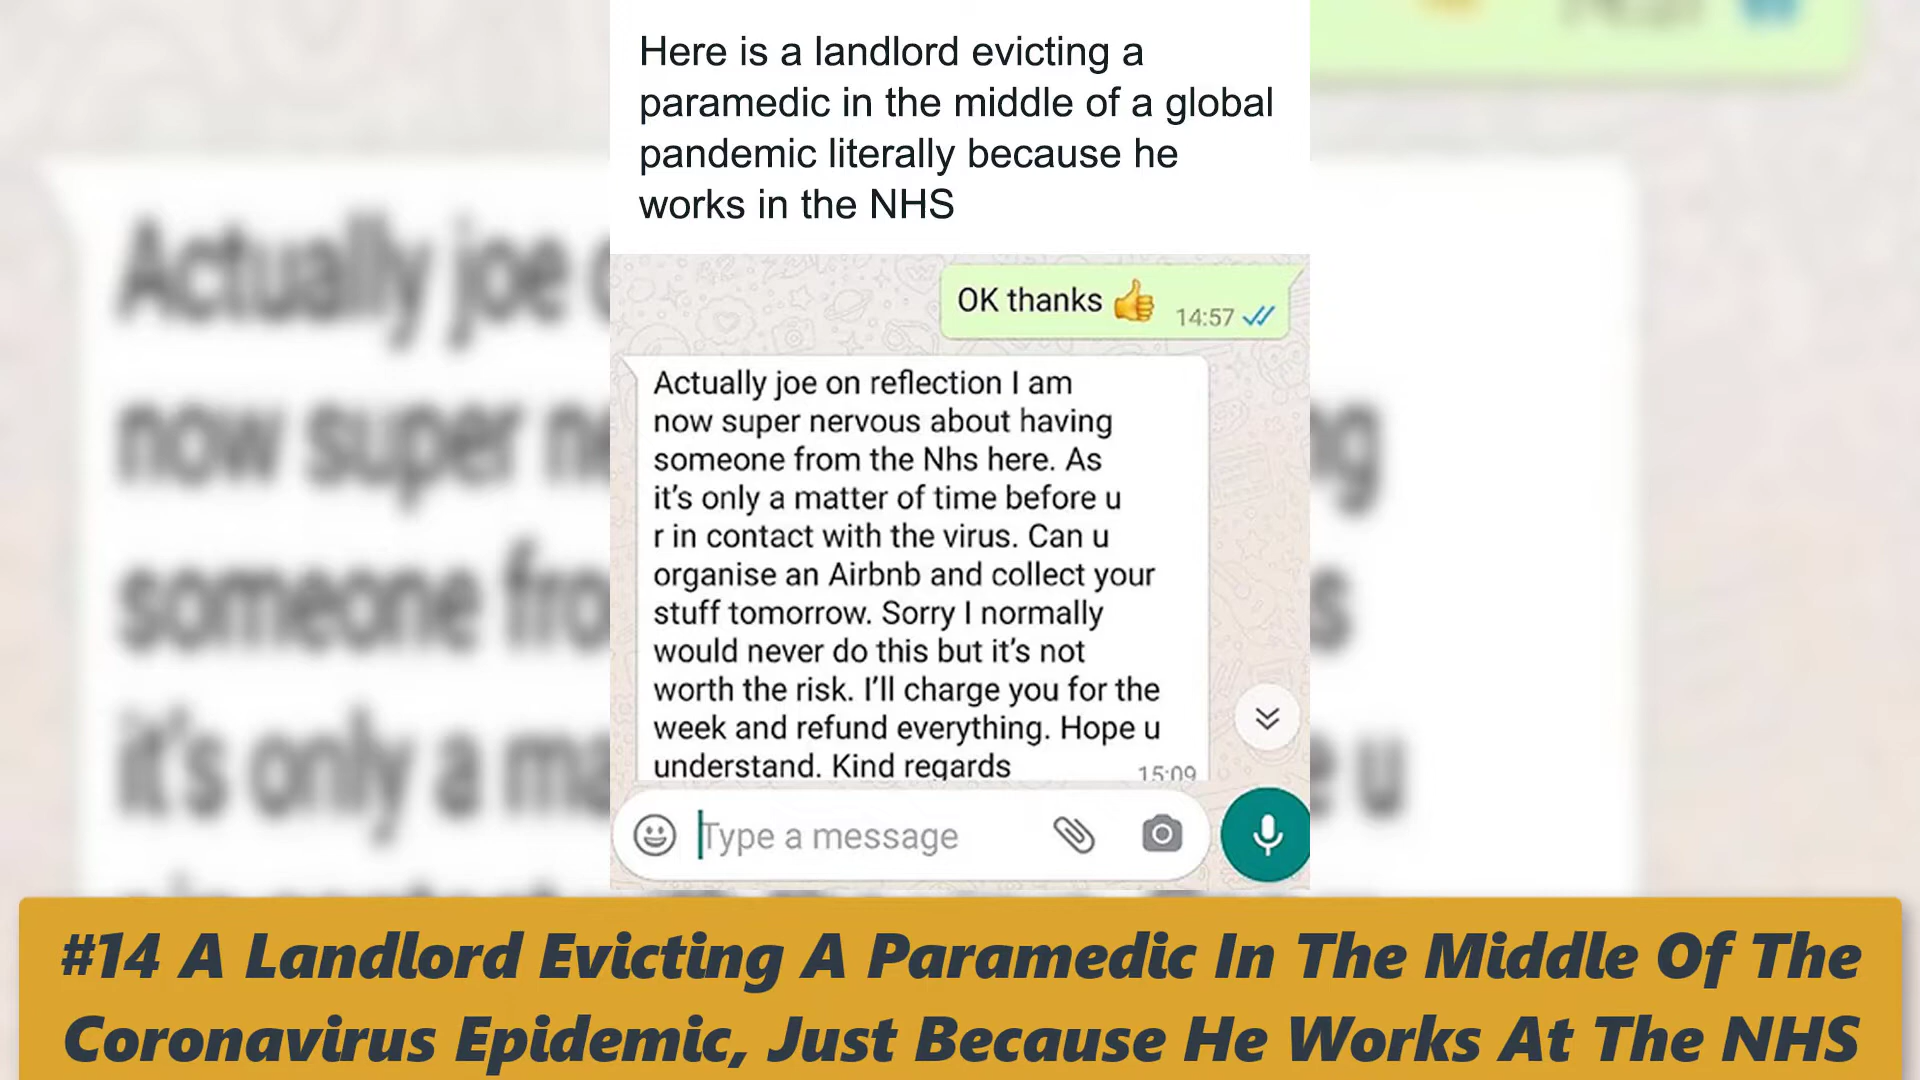 Here is a landlord evicting a
paramedic in the middle of a global
pandemic literally because he
works in the NHS
OK thanks 👍 14:57
Actually joe on reflection I am
now super nervous about having
someone from the Nhs here. As
it's only a matter of time before u
r in contact with the virus. Can u
organise an Airbnb and collect your
stuff tomorrow. Sorry I normally
would never do this but it's not
worth the risk. I'll charge you for the
week and refund everything. Hope u
understand. Kind regards 15:09
Type a message
#14 A Landlord Evicting A Paramedic In The Middle Of The
Coronavirus Epidemic, Just Because He Works At The NHS